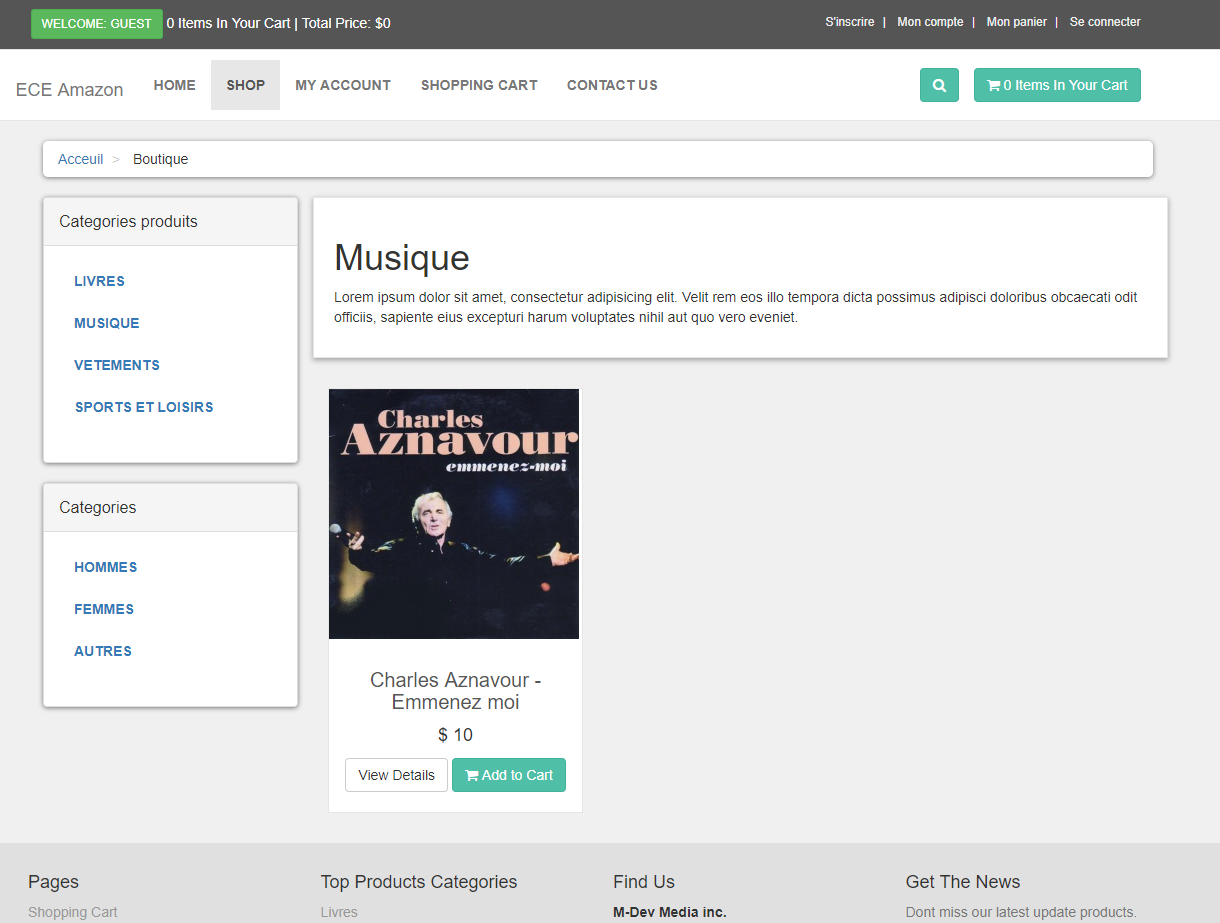 WELCOME: GUEST 0 Items In Your Cart | Total Price: $0
S'inscrire | Mon compte | Mon panier | Se connecter
ECE Amazon HOME SHOP MY ACCOUNT SHOPPING CART CONTACT US
0 Items In Your Cart
Acceuil > Boutique
Categories produits
LIVRES
MUSIQUE
VETEMENTS
SPORTS ET LOISIRS
Categories
HOMMES
FEMMES
AUTRES
Musique
Lorem ipsum dolor sit amet, consectetur adipisicing elit. Velit rem eos illo tempora dicta possimus adipisci doloribus obcaecati odit
officiis, sapiente eius excepturi harum voluptates nihil aut quo vero eveniet.
Charles
Aznavour
emmenez-moi
Charles Aznavour -
Emmenez moi
$ 10
View Details Add to Cart
Pages
Shopping Cart
Top Products Categories
Livres
Find Us
M-Dev Media inc.
Get The News
Dont miss our latest update products.